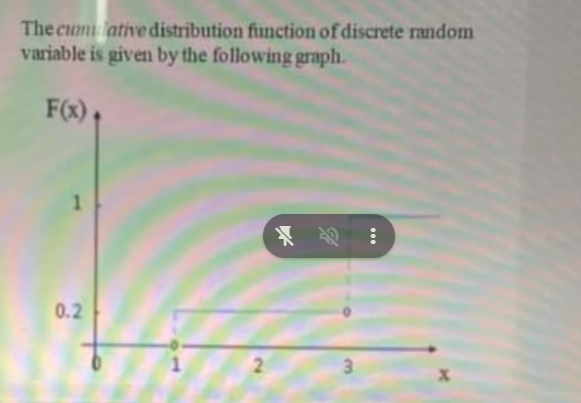 The cumulative distribution function of discrete random
variable is given by the following graph.
F(x)
1
0.2
0 1 2 3 x